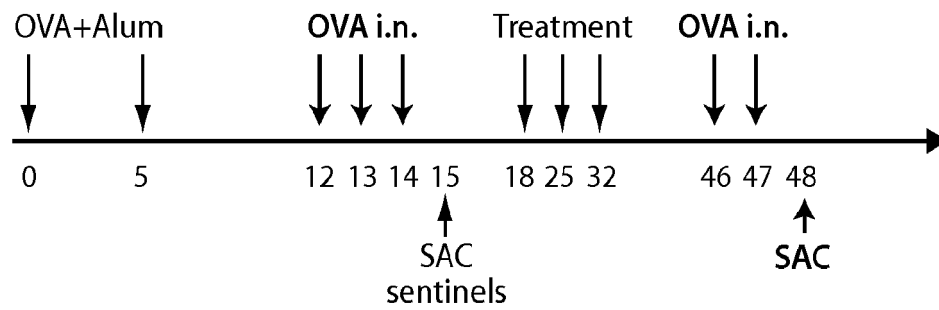 OVA+Alum OVA i.n. Treatment OVA i.n.
0 5 12 13 14 15 18 25 32 46 47 48
SAC SAC
sentinels